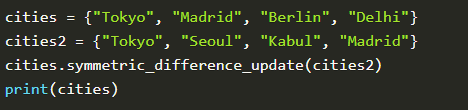 cities = {"Tokyo", "Madrid", "Berlin", "Delhi"}
cities2 = {"Tokyo", "Seoul", "Kabul", "Madrid"}
cities.symmetric_difference_update(cities2)
print(cities)